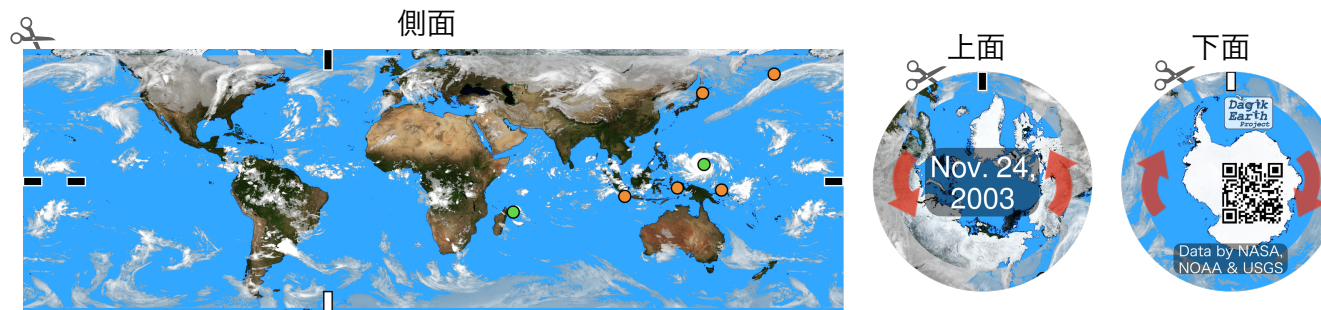 側面
上面
下面
Nov. 24,
2003
Dagik
Earth
Project
Data by NASA,
NOAA & USGS